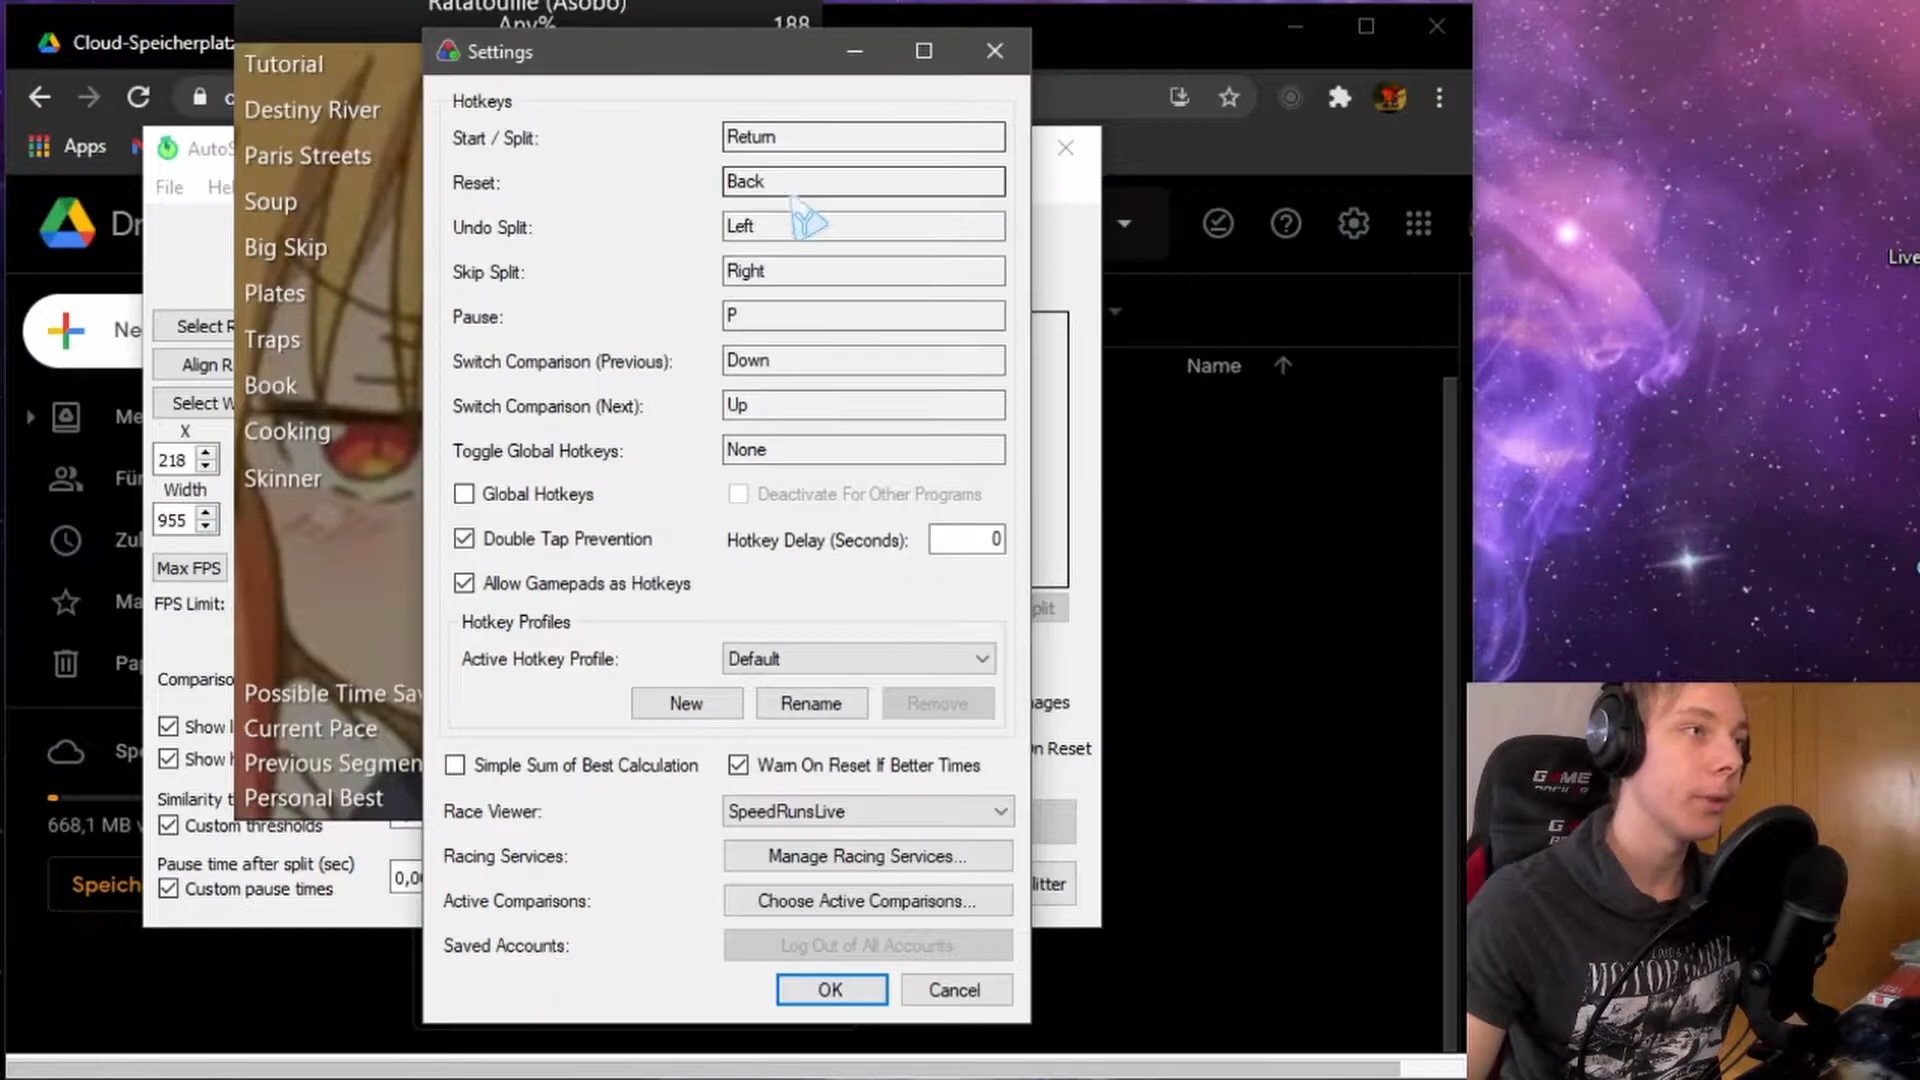 Ratatouille (Asobo)
Any%
188
Cloud-Speicherplatz
Settings
Apps
File
Tutorial
Destiny River
Paris Streets
Soup
Big Skip
Plates
Traps
Book
Cooking
Skinner
Possible Time Sav
Current Pace
Previous Segmen
Personal Best
Hotkeys
Start / Split:
Return
Reset:
Back
Undo Split:
Left
Skip Split:
Right
Pause:
P
Switch Comparison (Previous):
Down
Switch Comparison (Next):
Up
Toggle Global Hotkeys:
None
Global Hotkeys
Deactivate For Other Programs
Double Tap Prevention
Hotkey Delay (Seconds):
0
Allow Gamepads as Hotkeys
Hotkey Profiles
Active Hotkey Profile:
Default
New
Rename
Remove
Simple Sum of Best Calculation
Warn On Reset If Better Times
Race Viewer:
SpeedRunsLive
Racing Services:
Manage Racing Services...
Active Comparisons:
Choose Active Comparisons...
Saved Accounts:
Log Out of All Accounts
OK
Cancel
X
218
Width
955
Max FPS
FPS Limit:
Similarity t
Custom thresholds
Pause time after split (sec)
Custom pause times
668,1 MB v
Name
n Reset
Live
MOTOR